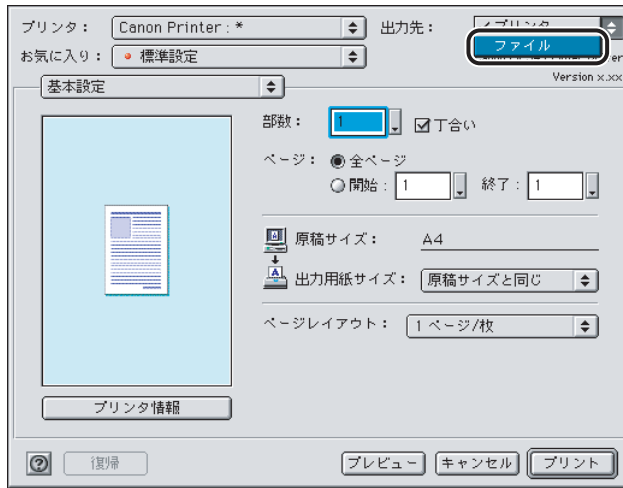 プリンタ： Canon Printer : * 出力先： プリンタ
ファイル
お気に入り： 標準設定
Version x.xx
基本設定
部数： 1 丁合い
ページ： 全ページ
開始： 1 終了： 1
原稿サイズ： A4
出力用紙サイズ： 原稿サイズと同じ
ページレイアウト： 1 ページ/枚
プリンタ情報
? 復帰 プレビュー キャンセル プリント